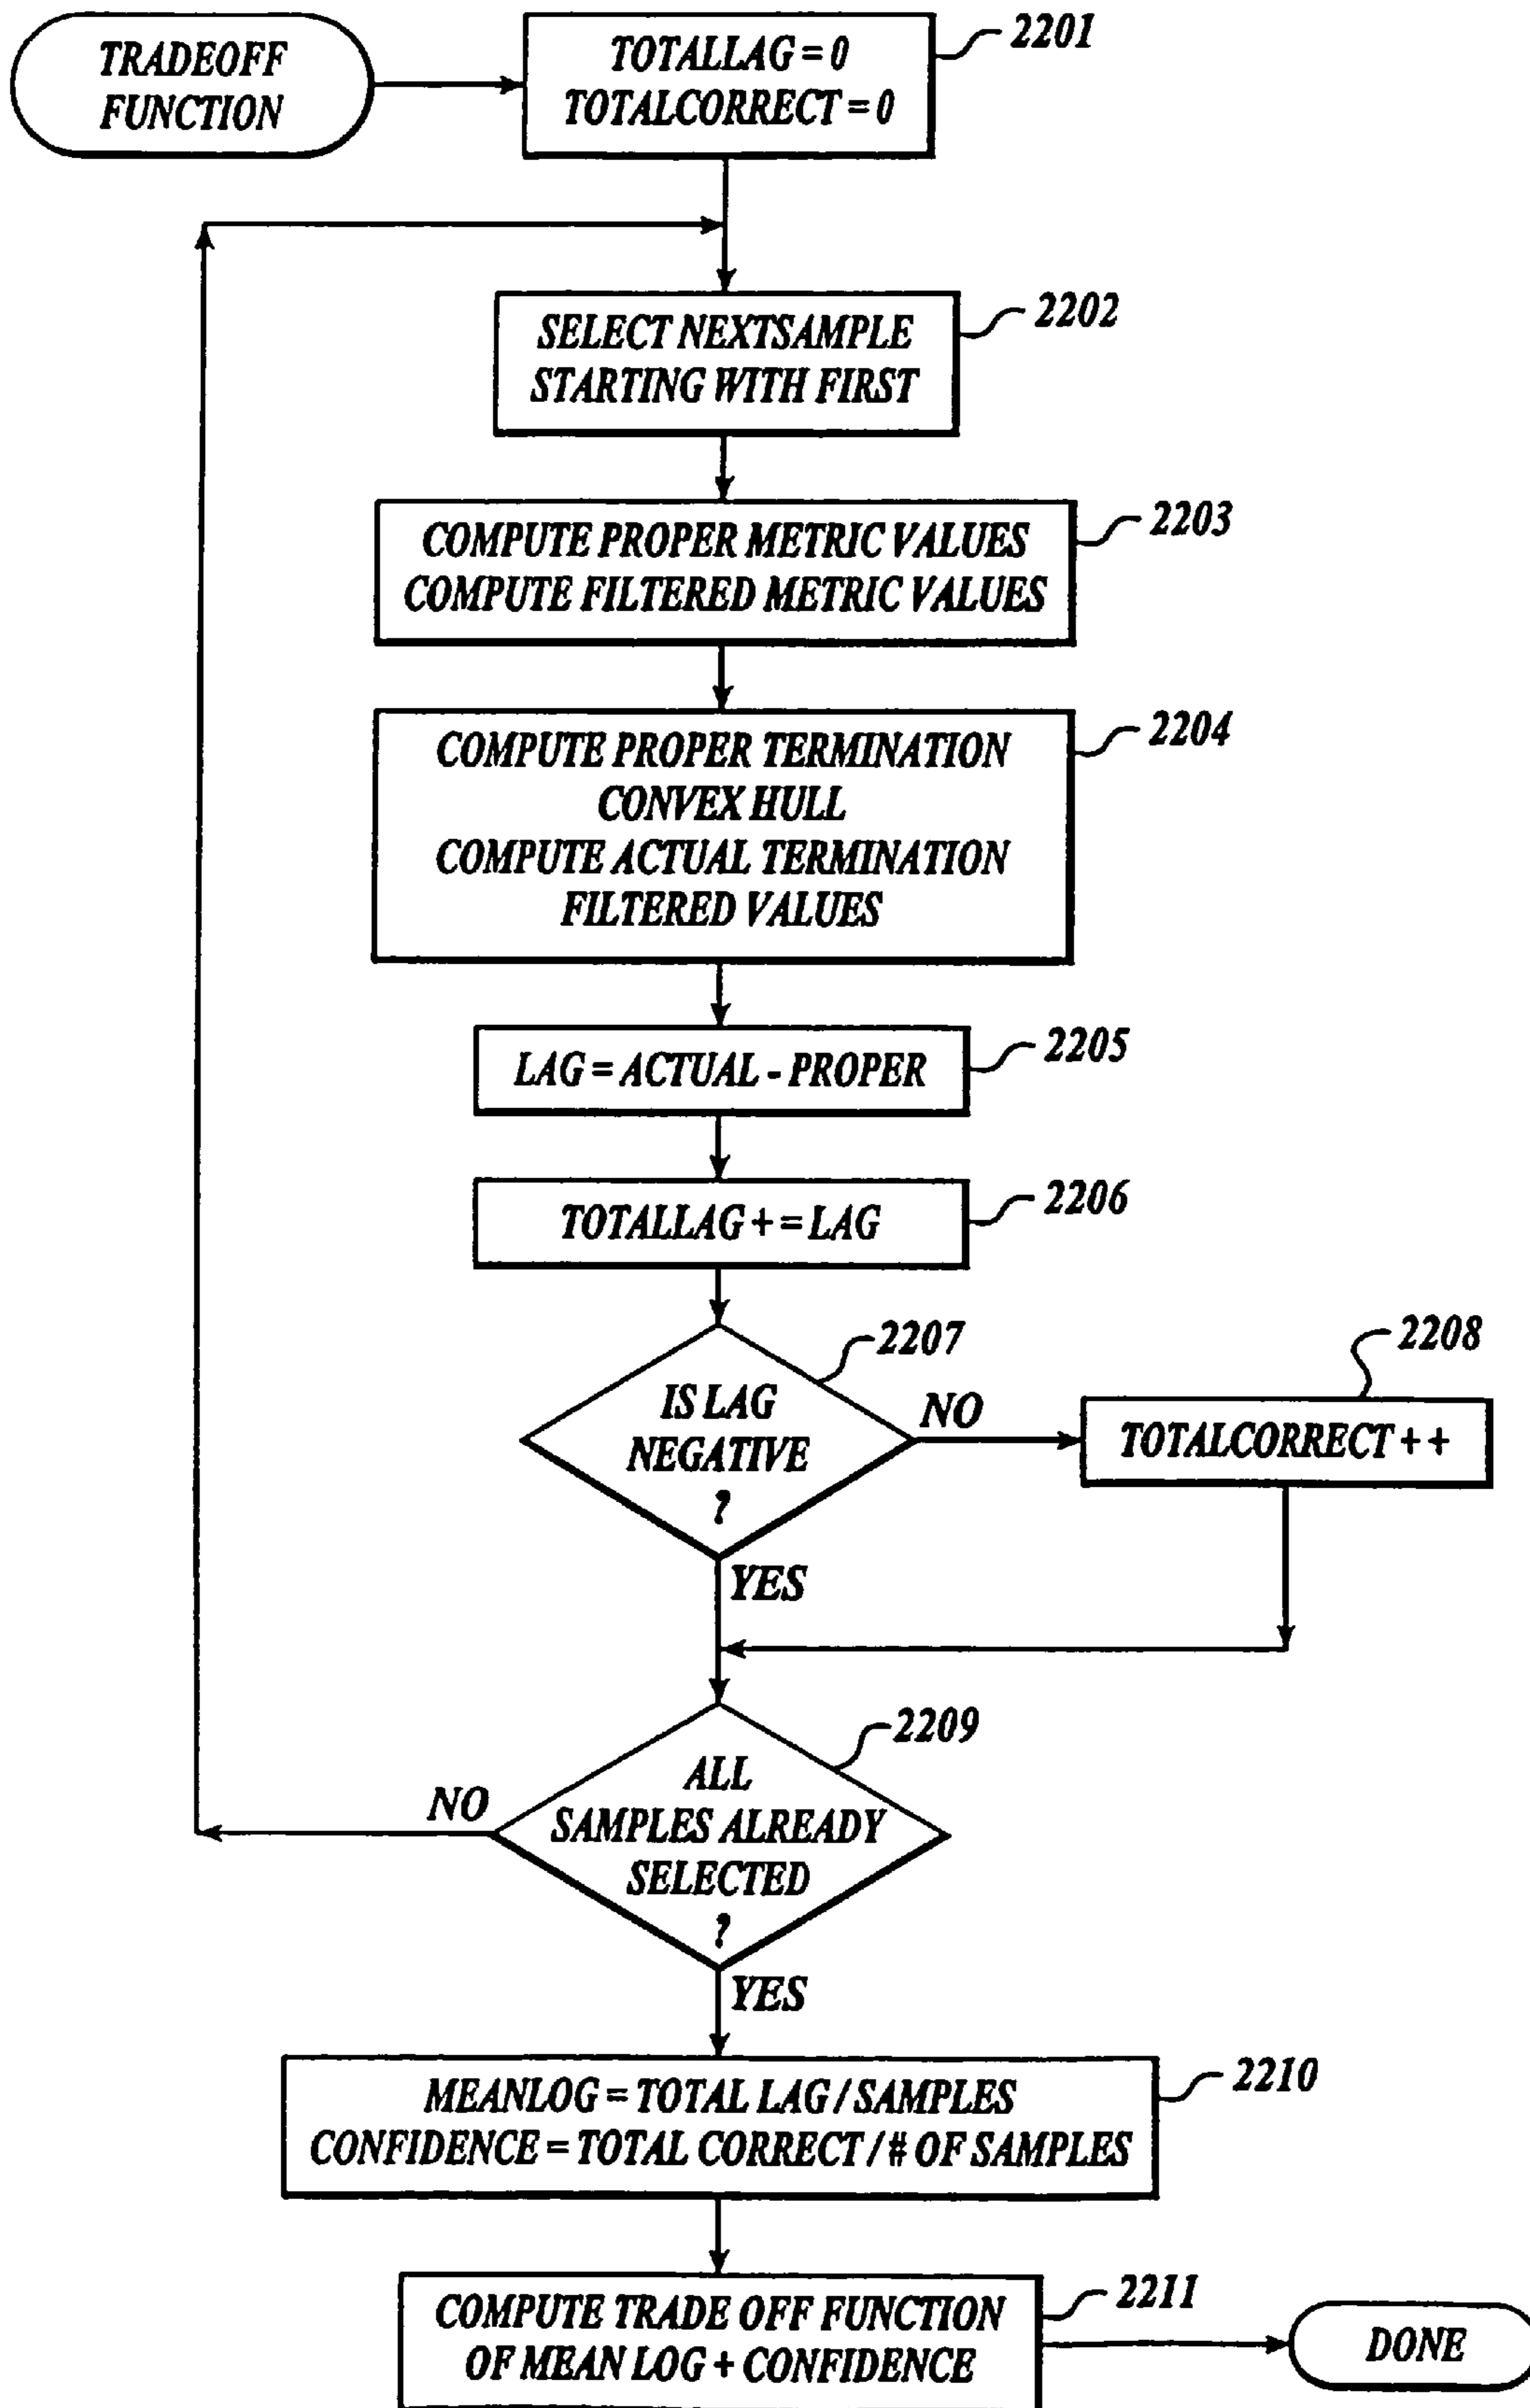 TRADEOFF
FUNCTION
TOTALLAG = 0
TOTALCORRECT = 0
2201
SELECT NEXTSAMPLE
STARTING WITH FIRST
2202
COMPUTE PROPER METRIC VALUES
COMPUTE FILTERED METRIC VALUES
2203
COMPUTE PROPER TERMINATION
CONVEX HULL
COMPUTE ACTUAL TERMINATION
FILTERED VALUES
2204
LAG = ACTUAL - PROPER
2205
TOTALLAG + = LAG
2206
IS LAG
NEGATIVE
?
2207
NO
TOTALCORRECT + +
2208
YES
ALL
SAMPLES ALREADY
SELECTED
?
2209
NO
YES
MEANLOG = TOTAL LAG / SAMPLES
CONFIDENCE = TOTAL CORRECT / # OF SAMPLES
2210
COMPUTE TRADE OFF FUNCTION
OF MEAN LOG + CONFIDENCE
2211
DONE